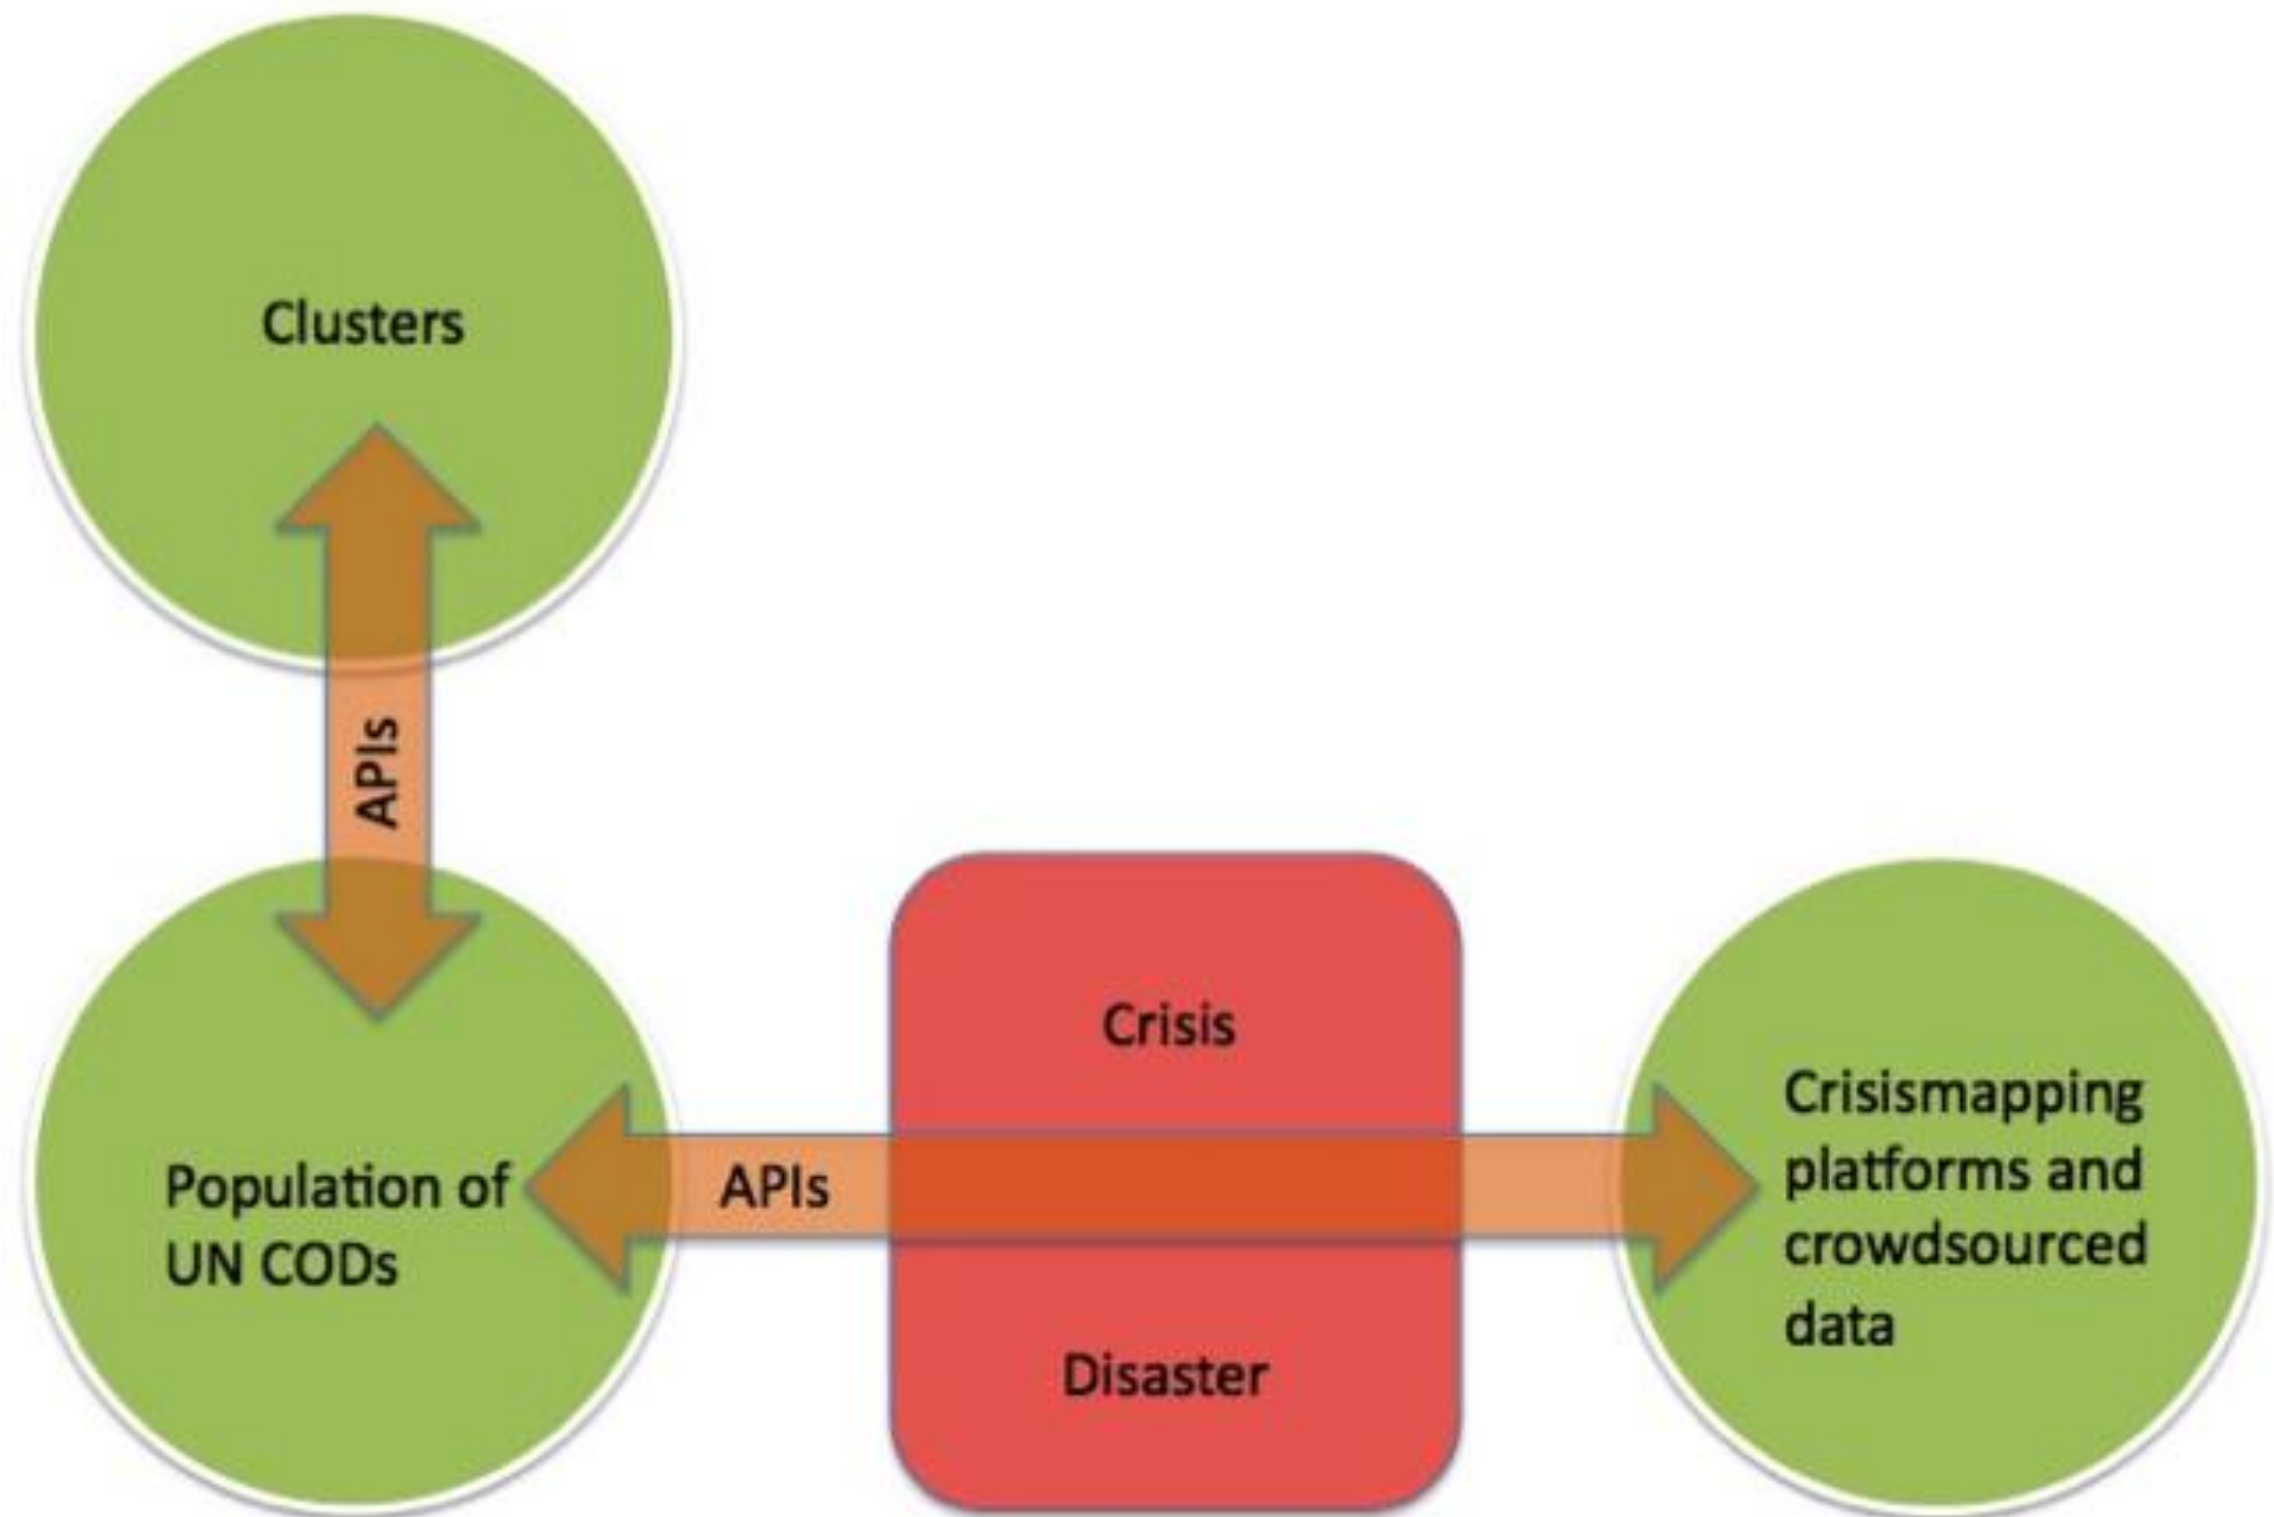 Clusters
APIs
Population of
UN CODs
APIs
Crisis
Disaster
Crisismapping
platforms and
crowdsourced
data